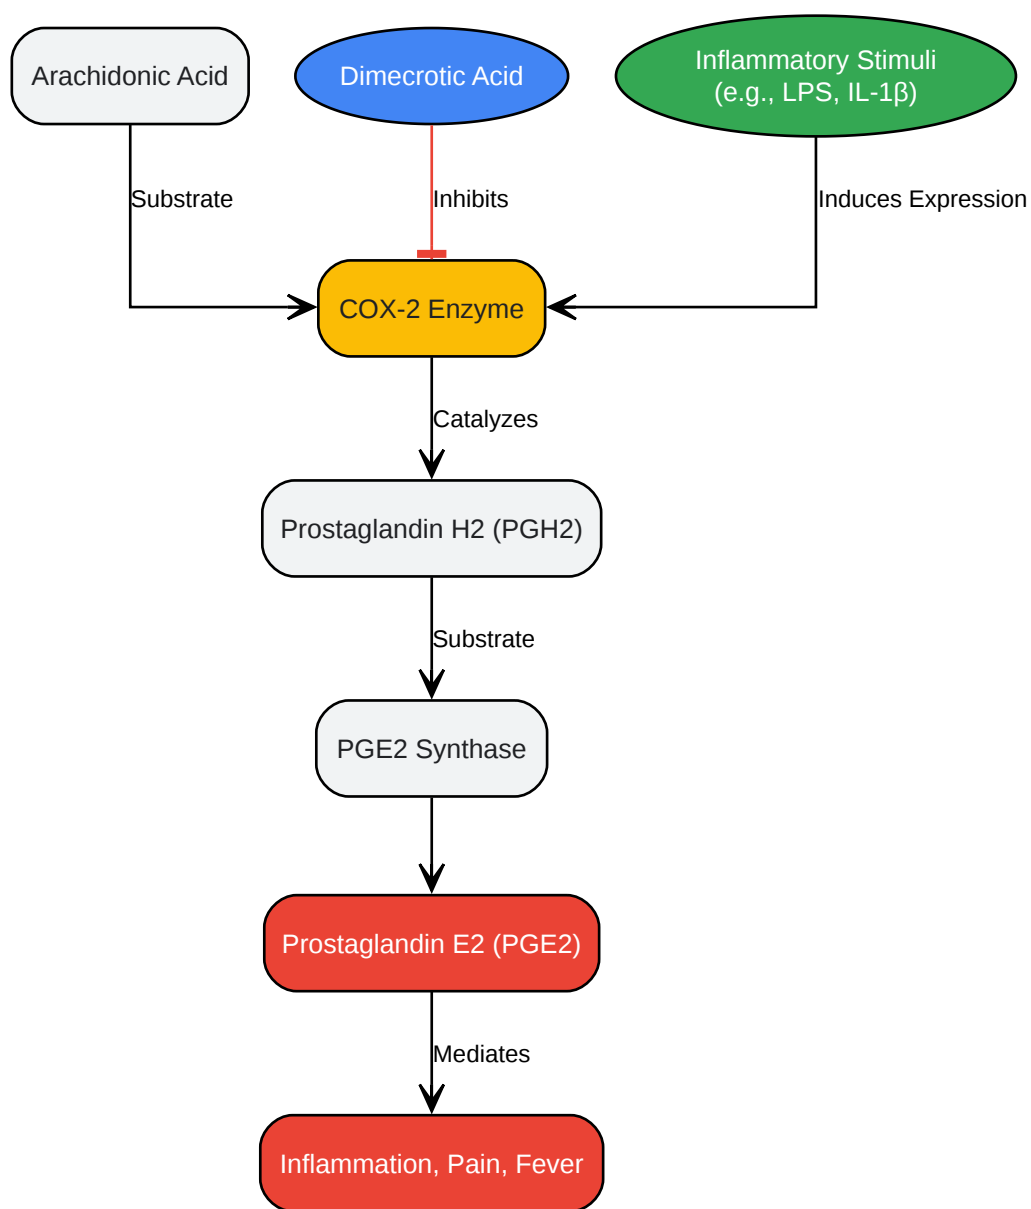 Arachidonic Acid
Dimecrotic Acid
Inflammatory Stimuli
(e.g., LPS, IL-1β)
Substrate
Inhibits
Induces Expression
COX-2 Enzyme
Catalyzes
Prostaglandin H2 (PGH2)
Substrate
PGE2 Synthase
Prostaglandin E2 (PGE2)
Mediates
Inflammation, Pain, Fever